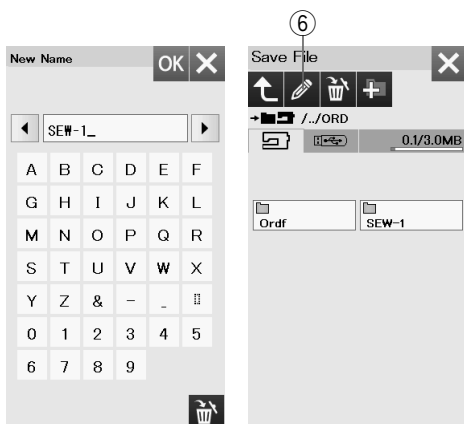 New Name
OK
SEW-1_
A B C D E F
G H I J K L
M N O P Q R
S T U V W X
Y Z & - _
0 1 2 3 4 5
6 7 8 9
6
Save File
/../ORD
0.1/3.0MB
Ordf
SEW-1